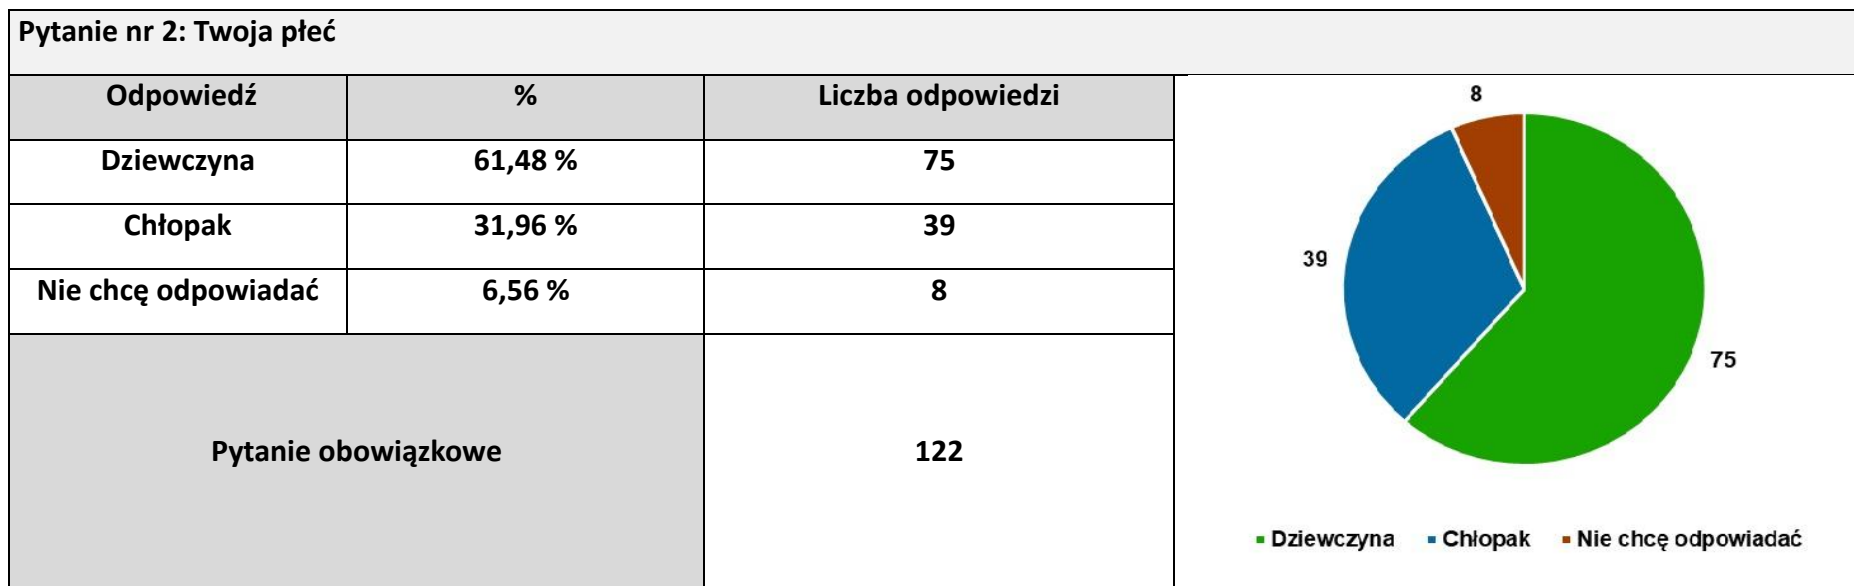 Pytanie nr 2: Twoja płeć
Odpowiedź % Liczba odpowiedzi
Dziewczyna 61,48 % 75
Chłopak 31,96 % 39
Nie chcę odpowiadać 6,56 % 8
Pytanie obowiązkowe 122
8
39
75
Dziewczyna Chłopak Nie chcę odpowiadać